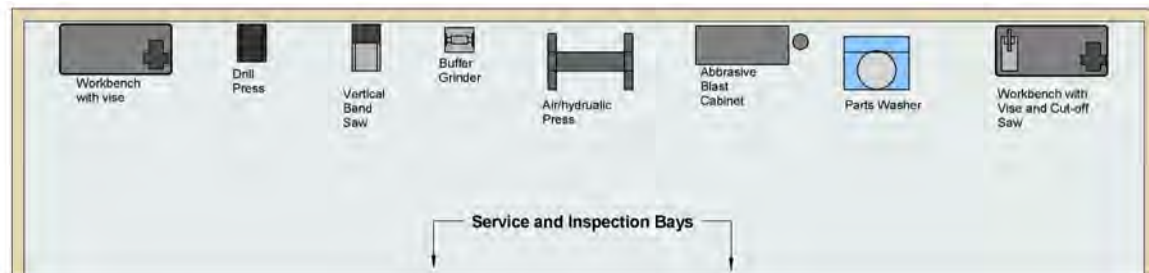 Workbench
with vise
Drill
Press
Vertical
Band
Saw
Buffer
Grinder
Air/hydrualic
Press
Abbrasive
Blast
Cabinet
Parts Washer
Workbench with
Vise and Cut-off
Saw
Service and Inspection Bays